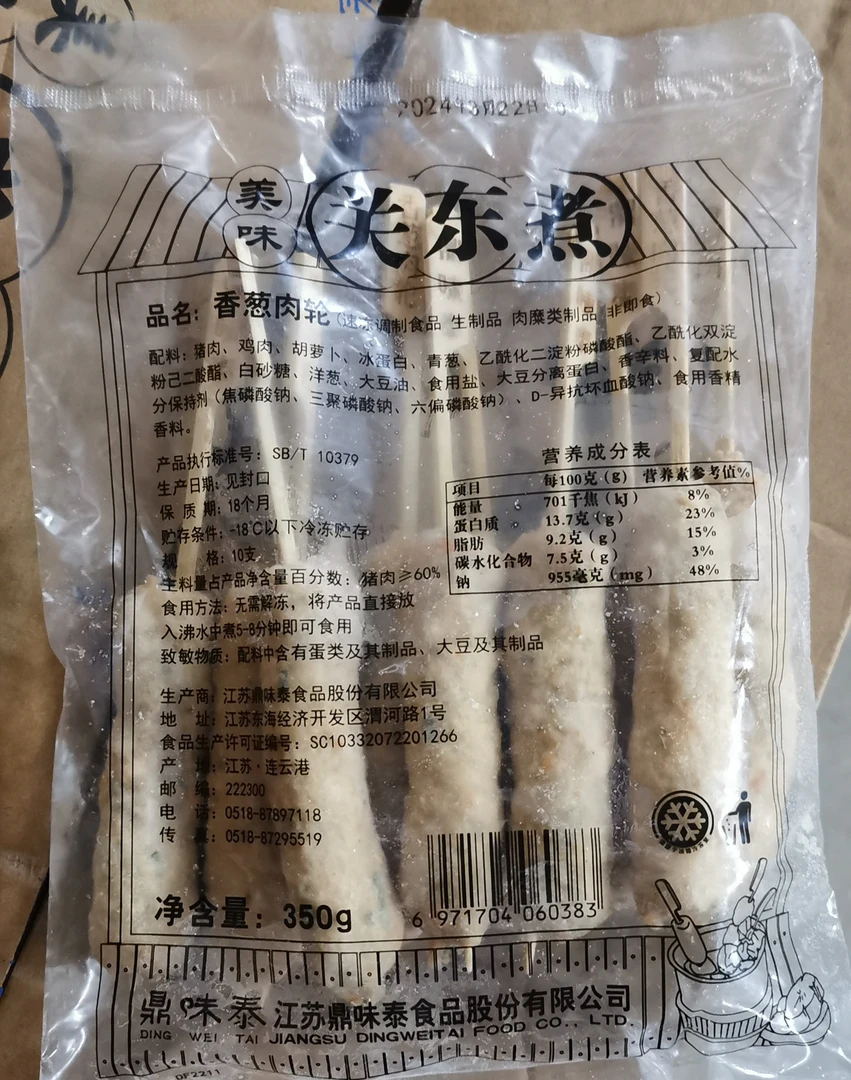 2024年3月22日
美味
关东煮
品名: 香葱肉轮(速冻调制食品 生制品 肉糜类制品 非即食)
配料: 猪肉、鸡肉、胡萝卜、冰蛋白、青葱、乙酰化二淀粉磷酸酯、乙酰化双淀
粉己二酸酯、白砂糖、洋葱、大豆油、食用盐、大豆分离蛋白、香辛料、复配水
分保持剂(焦磷酸钠、三聚磷酸钠、六偏磷酸钠)、D-异抗坏血酸钠、食用香精
香料。
产品执行标准号: SB/T 10379
生产日期: 见封口
保 质 期: 18个月
贮存条件: -18℃以下冷冻贮存
规 格: 10支
主料量占产品净含量百分数: 猪肉≥60%
食用方法: 无需解冻, 将产品直接放
入沸水中煮5-8分钟即可食用
致敏物质: 配料中含有蛋类及其制品、大豆及其制品
营养成分表
项目 每100克(g) 营养素参考值%
能量 701千焦(kJ) 8%
蛋白质 13.7克(g) 23%
脂肪 9.2克(g) 15%
碳水化合物 7.5克(g) 3%
钠 955毫克(mg) 48%
生产商: 江苏鼎味泰食品股份有限公司
地 址: 江苏东海经济开发区渭河路1号
食品生产许可证编号: SC10332072201266
产 地: 江苏·连云港
邮 编: 222300
电 话: 0518-87897118
传 真: 0518-87295519
净含量: 350g
6 971704 060383
鼎味泰 江苏鼎味泰食品股份有限公司
DING WEI TAI JIANGSU DINGWEITAI FOOD CO., LTD.
DF2211